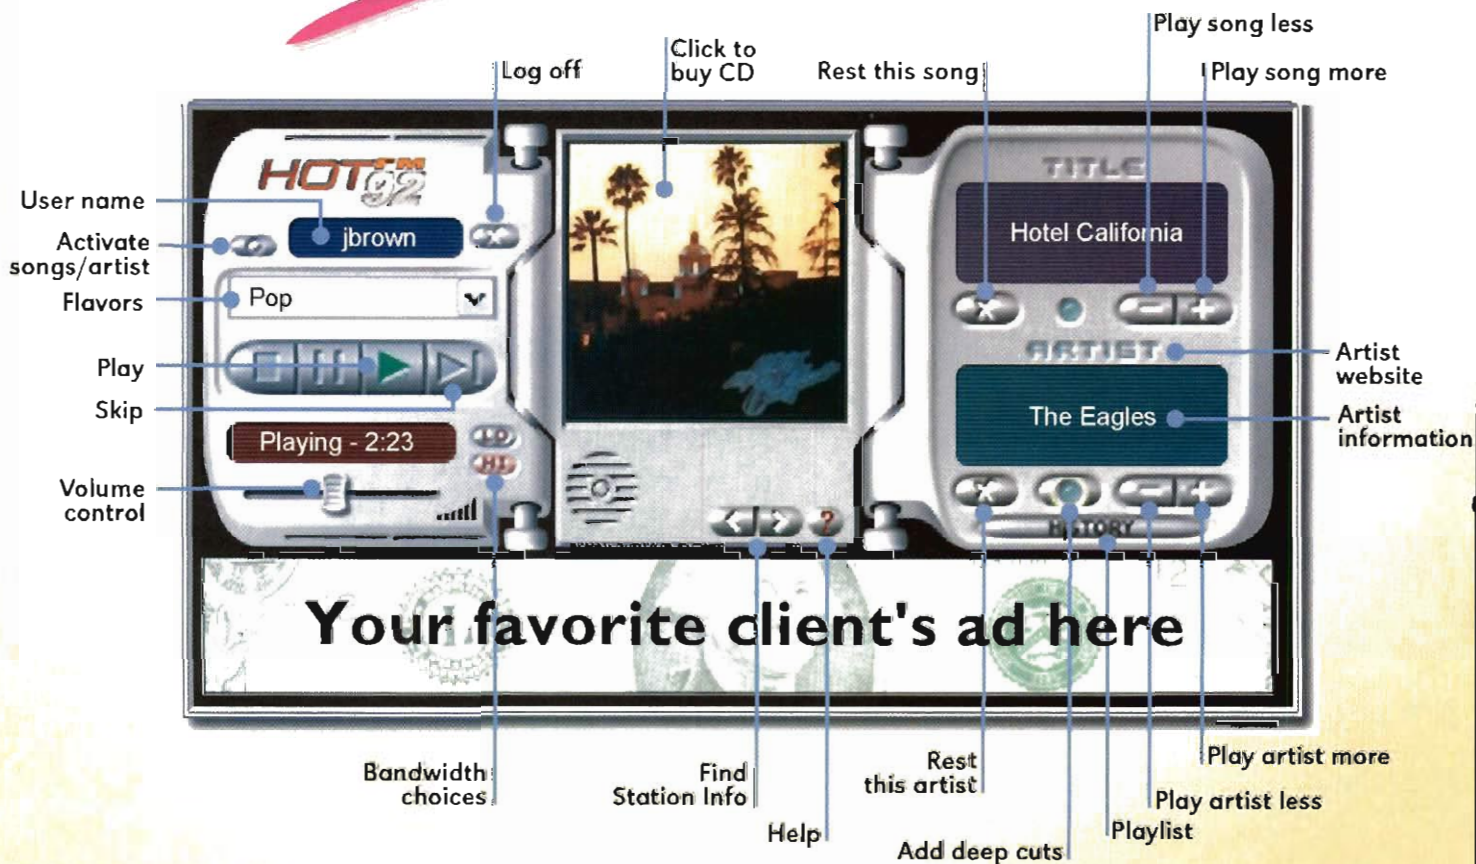 Play song less
Click to
buy CD
Log off
Rest this song
Play song more
HOT FM
92
TITLE
User name
jbrown
X
Hotel California
Activate
songs/artist
Flavors
Pop
X
- +
ARTIST
Artist
website
Play
Skip
The Eagles
Artist
information
Playing - 2:23
LO
HI
Volume
control
X
- +
< > ?
HISTORY
Your favorite client's ad here
Bandwidth
choices
Find
Station Info
Rest
this artist
Play artist more
Play artist less
Help
Playlist
Add deep cuts